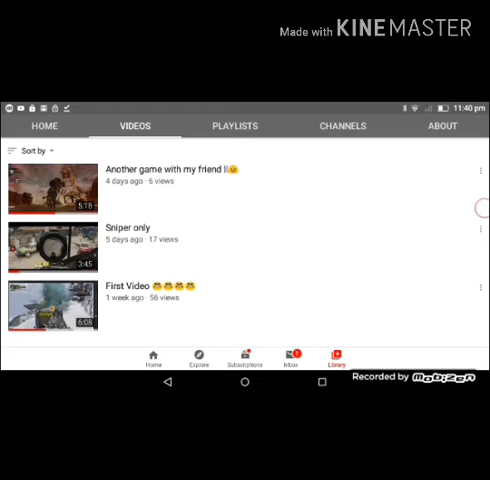 Made with KINEMASTER
11:40 pm
HOME VIDEOS PLAYLISTS CHANNELS ABOUT
Sort by
Another game with my friend
4 days ago · 6 views
5:18
Sniper only
5 days ago · 17 views
3:45
First Video 😁😁😁😁
1 week ago · 56 views
6:08
1
Home Explore Subscriptions Inbox Library
Recorded by mobizen